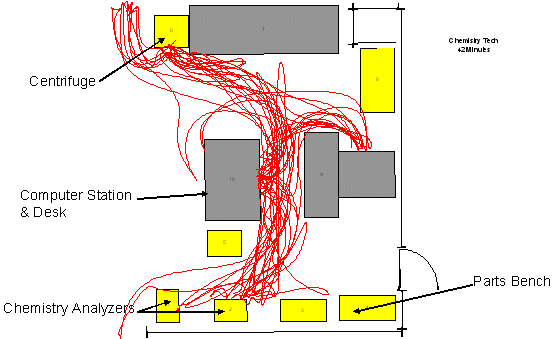 Chemistry Tech
42Minutes
Centrifuge
Computer Station
& Desk
Chemistry Analyzers
Parts Bench